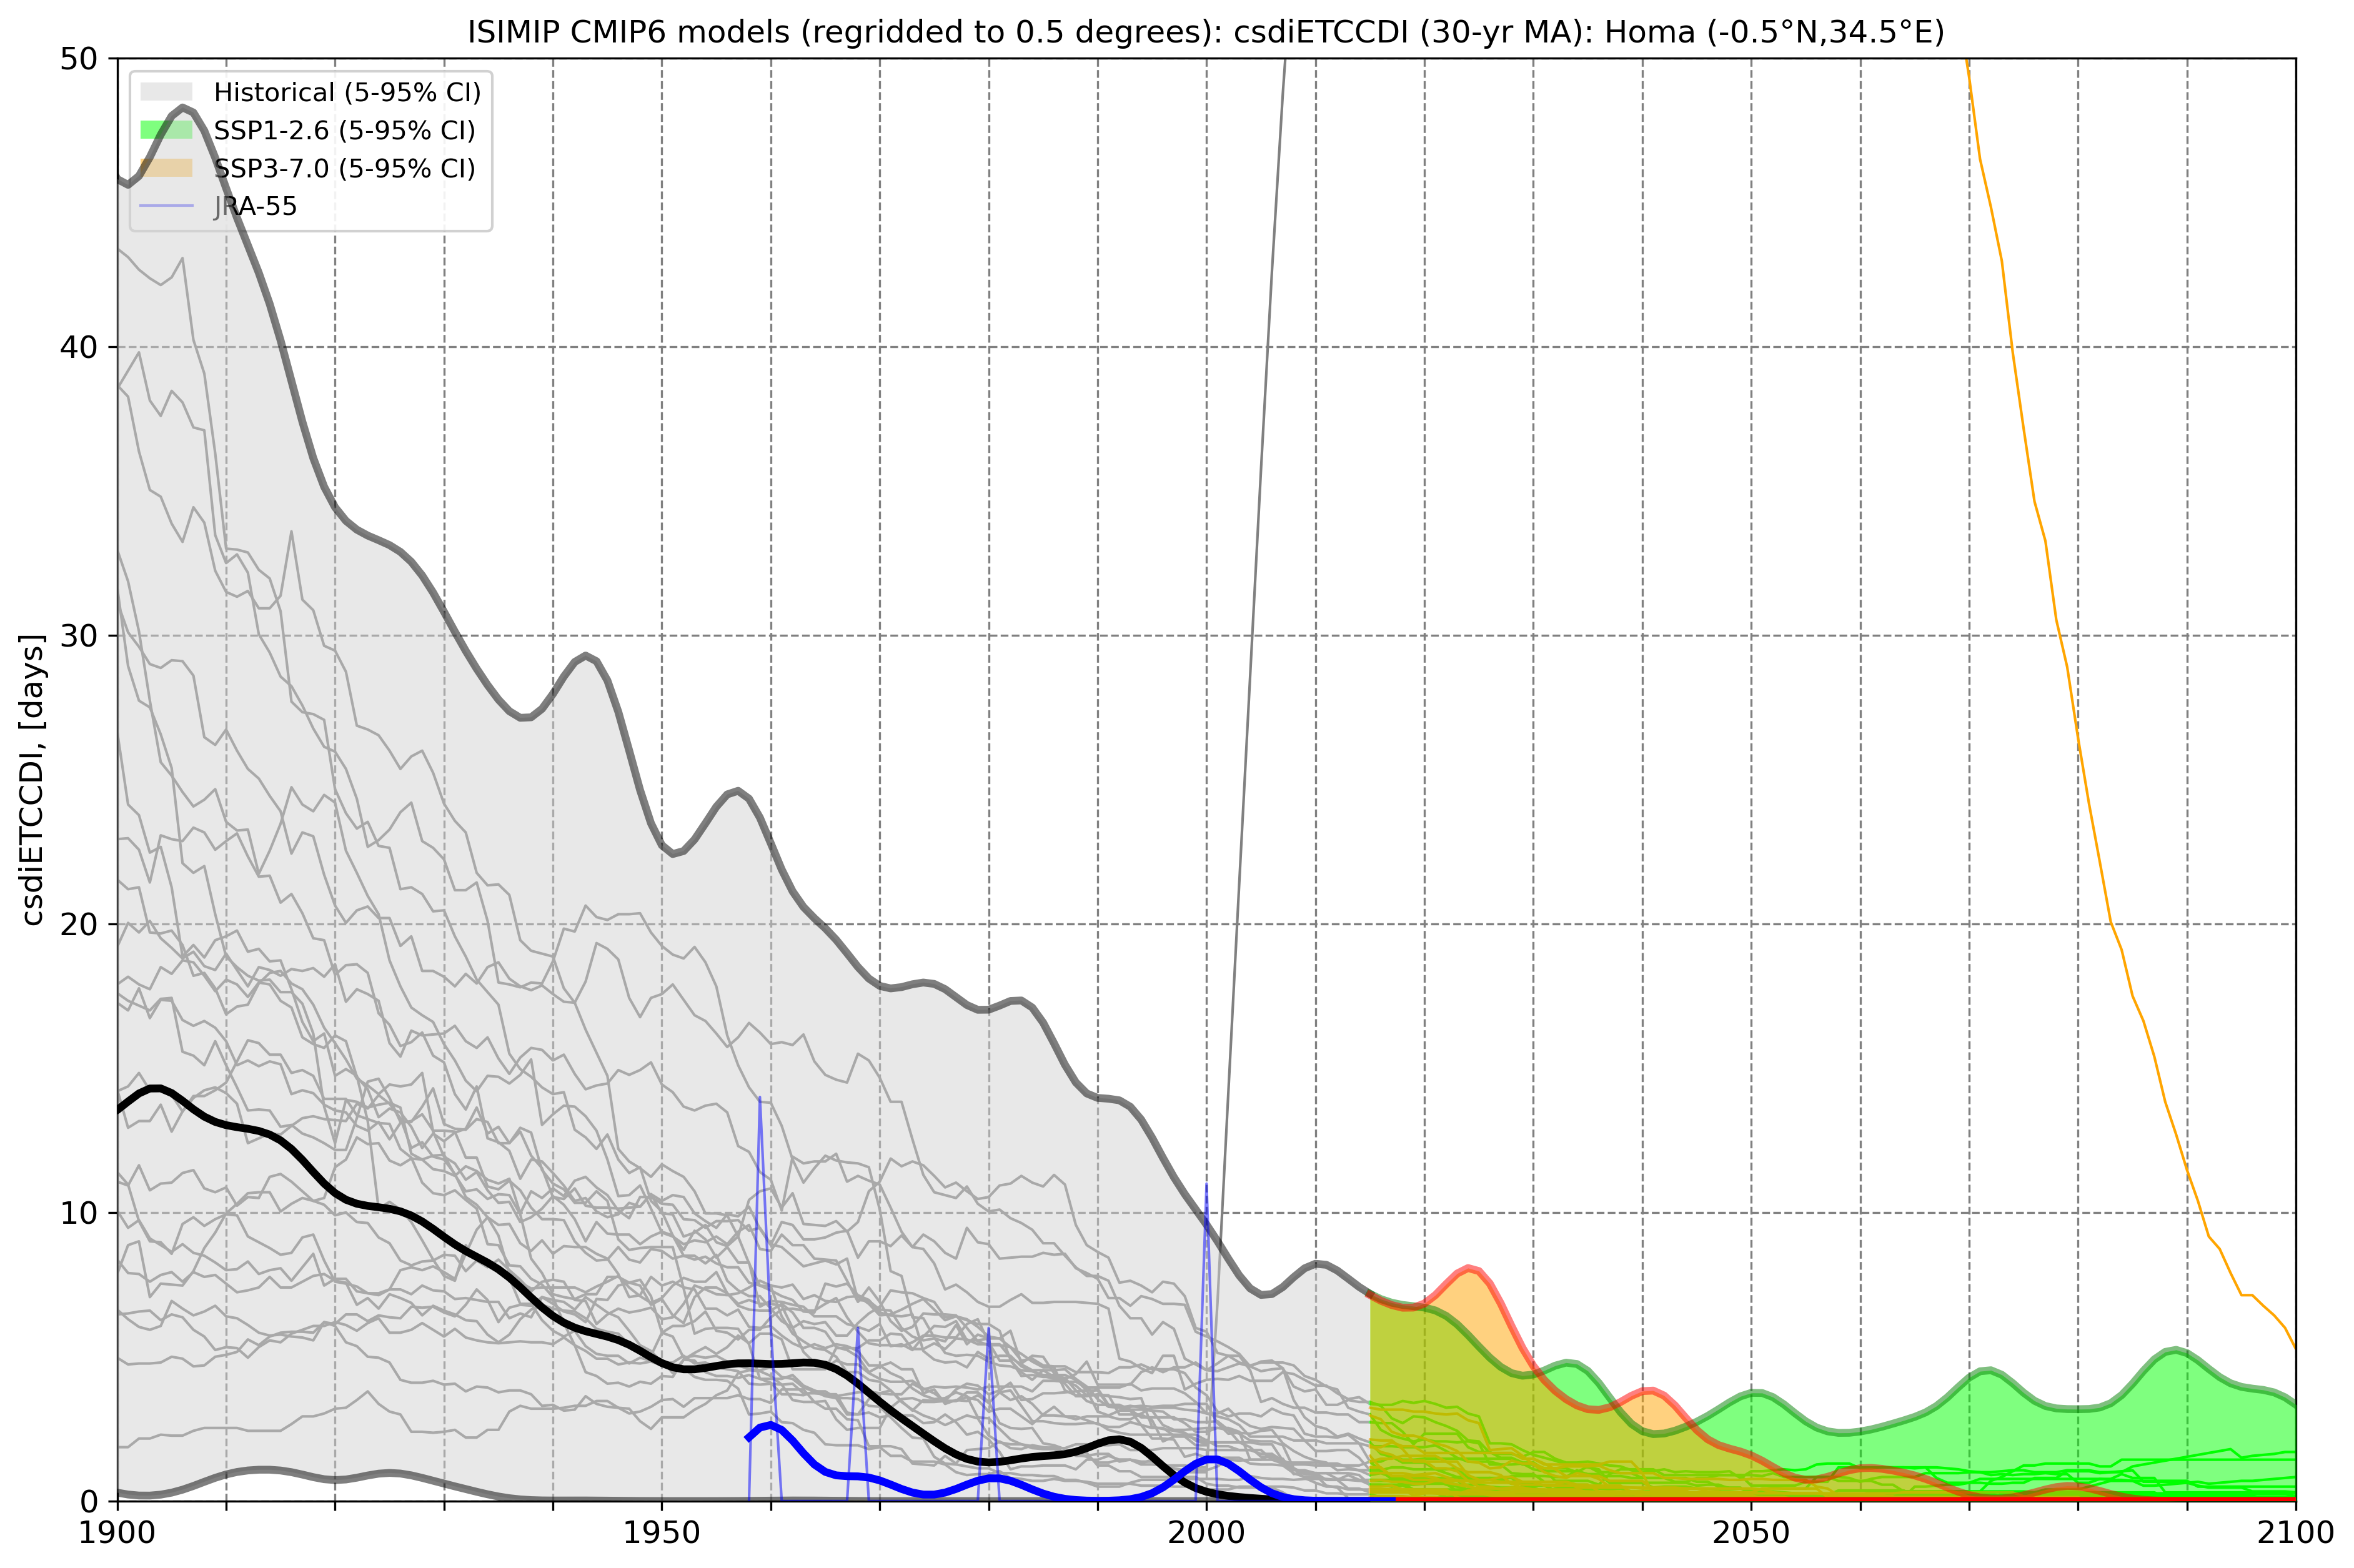 ISIMIP CMIP6 models (regridded to 0.5 degrees): csdiETCCDI (30-yr MA): Homa (-0.5°N,34.5°E)
Historical (5-95% CI)
SSP1-2.6 (5-95% CI)
SSP3-7.0 (5-95% CI)
JRA-55
csdiETCCDI, [days]
50
40
30
20
10
0
1900 1950 2000 2050 2100